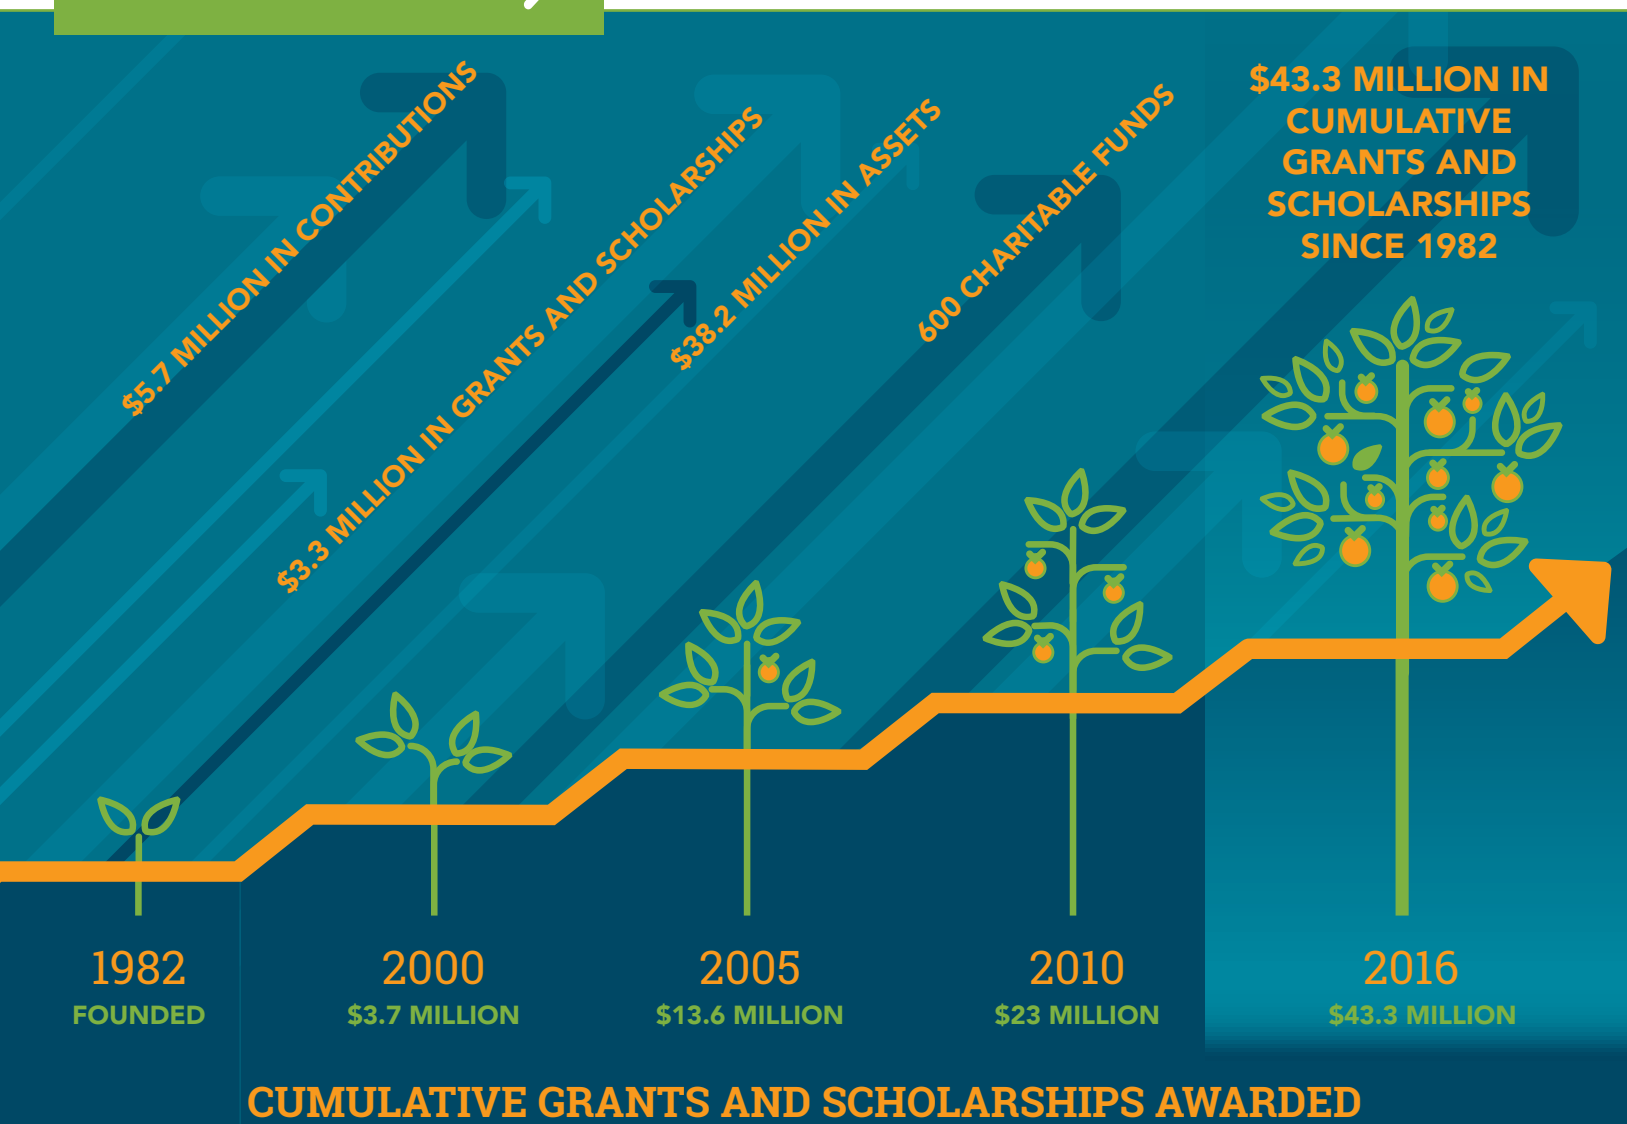 $5.7 MILLION IN CONTRIBUTIONS
$3.3 MILLION IN GRANTS AND SCHOLARSHIPS
$38.2 MILLION IN ASSETS
600 CHARITABLE FUNDS
$43.3 MILLION IN
CUMULATIVE
GRANTS AND
SCHOLARSHIPS
SINCE 1982
1982
FOUNDED
2000
$3.7 MILLION
2005
$13.6 MILLION
2010
$23 MILLION
2016
$43.3 MILLION
CUMULATIVE GRANTS AND SCHOLARSHIPS AWARDED